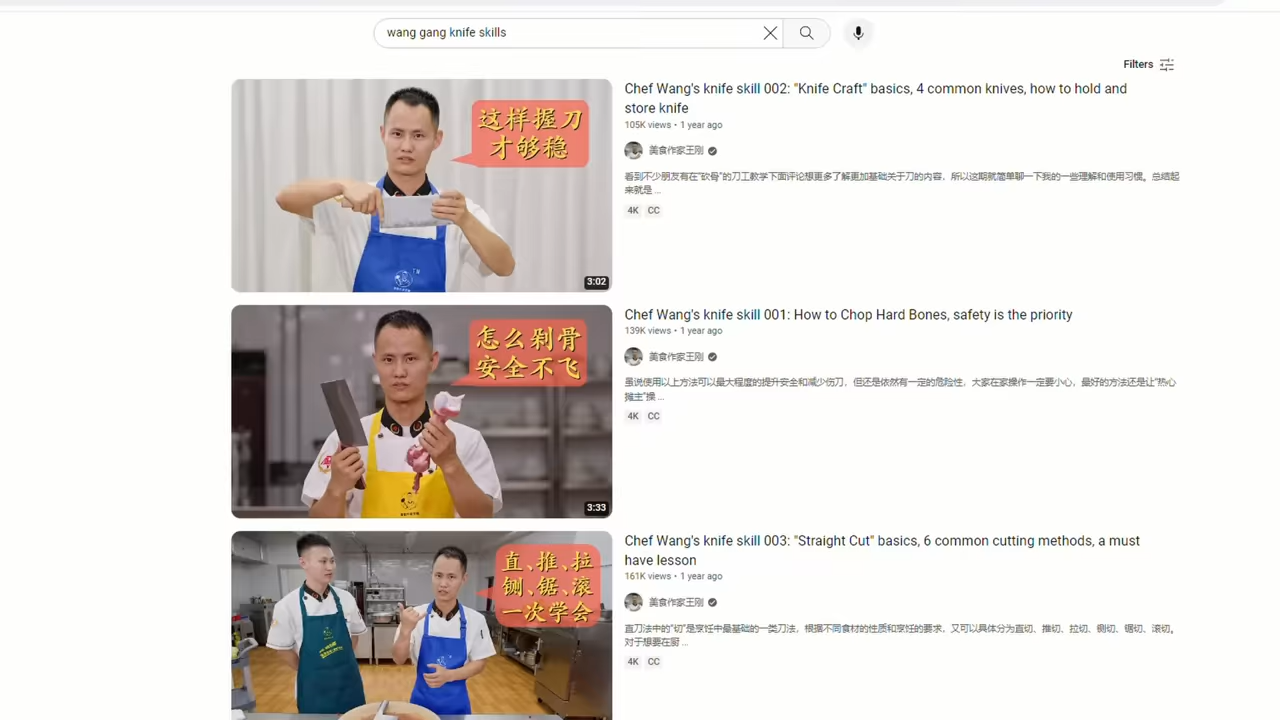 wang gang knife skills
Filters
这样握刀
才够稳
3:02
Chef Wang's knife skill 002: "Knife Craft" basics, 4 common knives, how to hold and
store knife
105K views • 1 year ago
美食作家王刚
看到不少朋友有在"砍骨"的刀工教学下面评论想更多了解更加基础关于刀的内容，所以这期就简单聊一下我的一些理解和使用习惯。总结起
来就是 ...
4K CC
怎么剁骨
安全不飞
3:33
Chef Wang's knife skill 001: How to Chop Hard Bones, safety is the priority
139K views • 1 year ago
美食作家王刚
虽说使用以上方法可以最大程度的提升安全和减少伤刀，但还是依然有一定的危险性，大家在家操作一定要小心，最好的方法还是让"热心
摊主"操 ...
4K CC
直、推、拉
铡、锯、滚
一次学会
Chef Wang's knife skill 003: "Straight Cut" basics, 6 common cutting methods, a must
have lesson
161K views • 1 year ago
美食作家王刚
直刀法中的"切"是烹饪中最基础的一类刀法，根据不同食材的性质和烹饪的要求，又可以具体分为直切、推切、拉切、铡切、锯切、滚切。
对于想要在厨 ...
4K CC